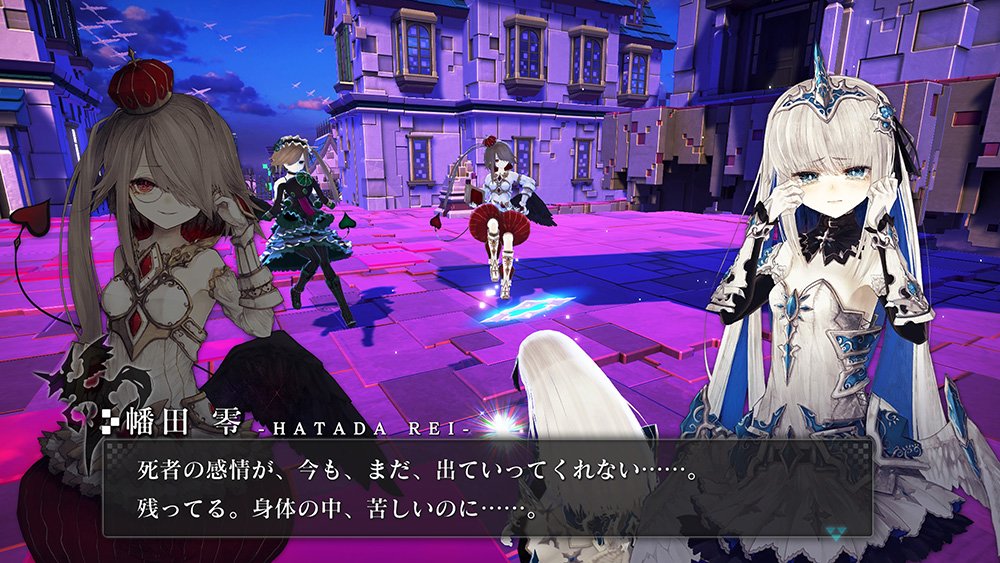 幡田 零 -HATADA REI-
死者の感情が、今も、まだ、出ていってくれない……。
残ってる。身体の中、苦しいのに……。